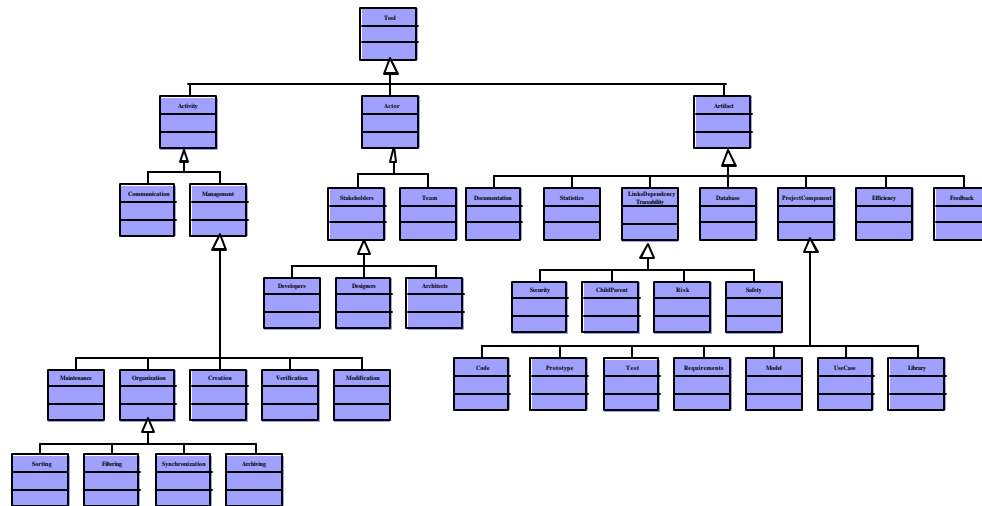 Tool
Activity
Actor
Artifact
Communication
Management
Stakeholders
Team
Documentation
Statistics
LinksDependency
Traceability
Database
ProjectComponent
Efficiency
Feedback
Developers
Designers
Architects
Security
ChildParent
Risk
Safety
Maintenance
Organization
Creation
Verification
Modification
Code
Prototype
Test
Requirements
Model
UseCase
Library
Sorting
Filtering
Synchronization
Archiving